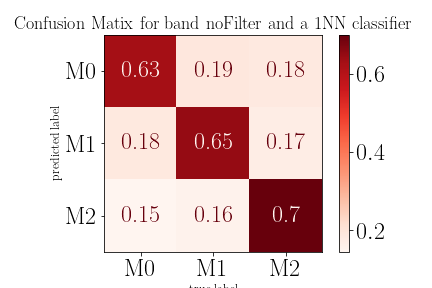 Confusion Matix for band noFilter and a 1NN classifier
M0 0.63 0.19 0.18
M1 0.18 0.65 0.17
M2 0.15 0.16 0.7
M0 M1 M2
predicted label
true label
0.6
0.4
0.2